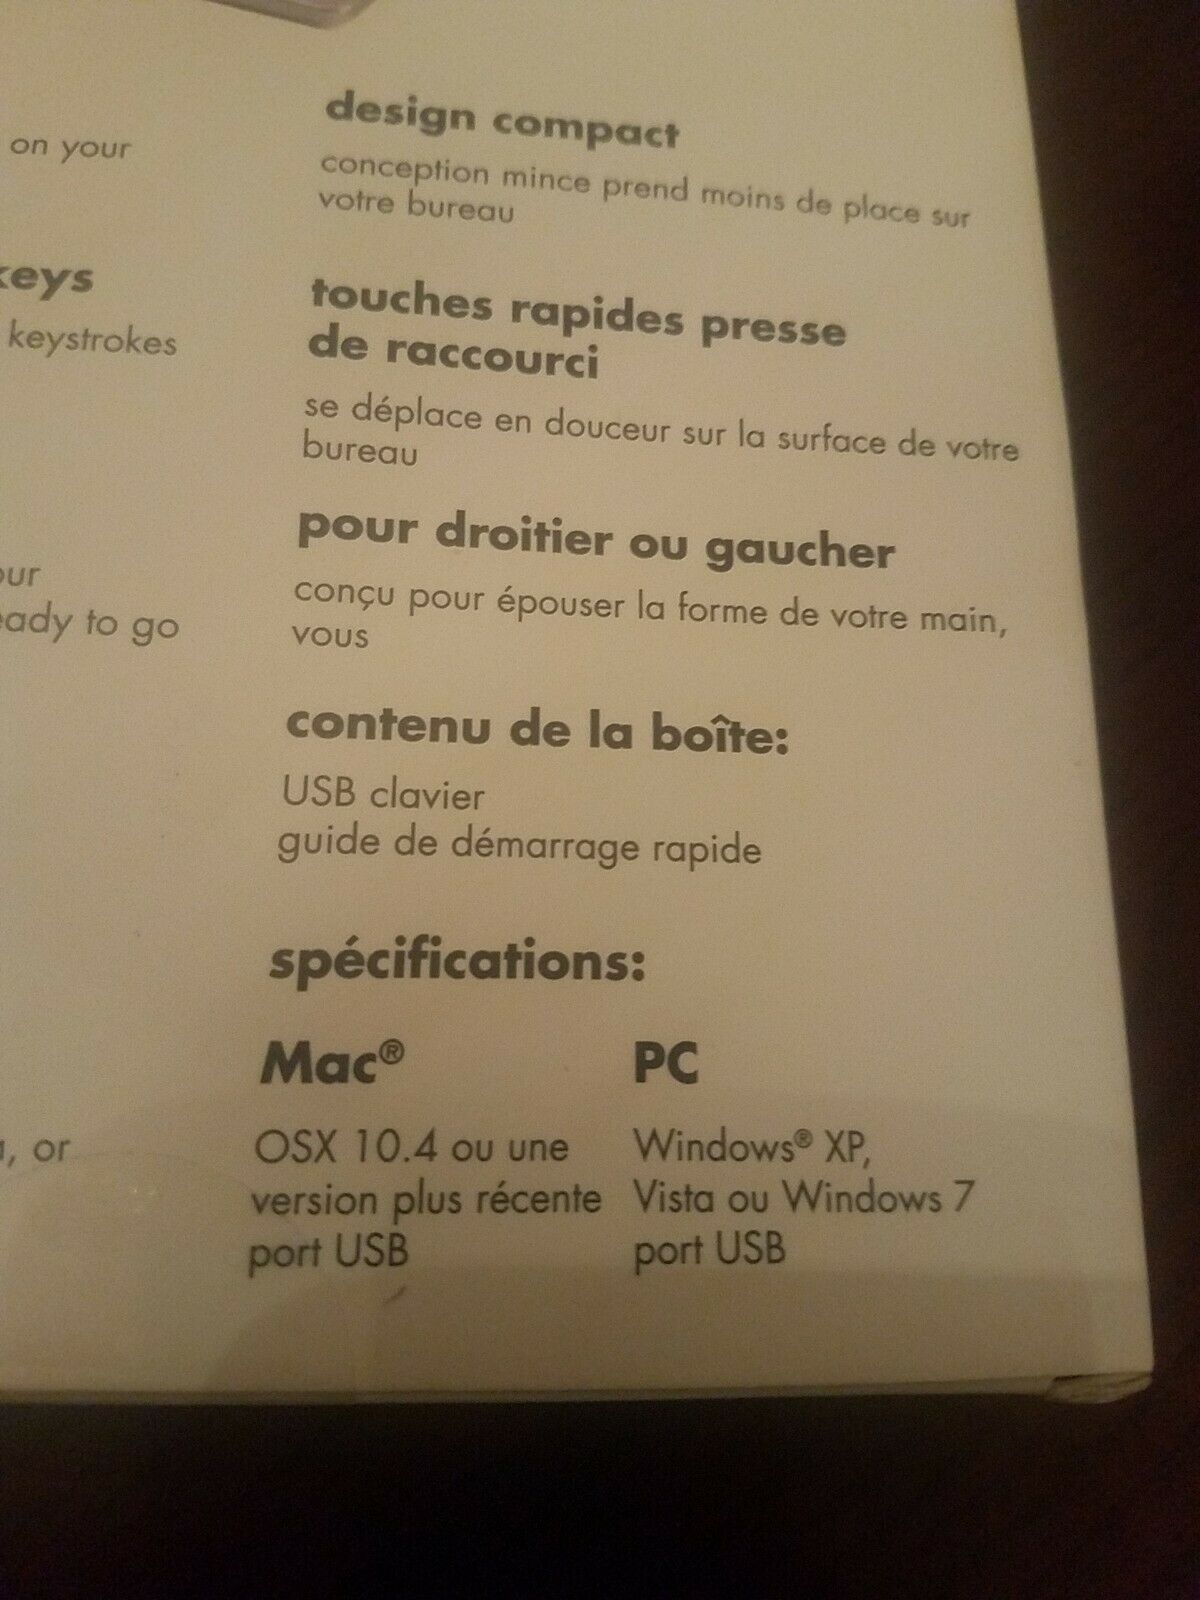 on your
keys
keystrokes
our
eady to go
, or
design compact
conception mince prend moins de place sur
votre bureau
touches rapides presse
de raccourci
se déplace en douceur sur la surface de votre
bureau
pour droitier ou gaucher
conçu pour épouser la forme de votre main,
vous
contenu de la boîte:
USB clavier
guide de démarrage rapide
spécifications:
Mac®
OSX 10.4 ou une
version plus récente
port USB
PC
Windows® XP,
Vista ou Windows 7
port USB